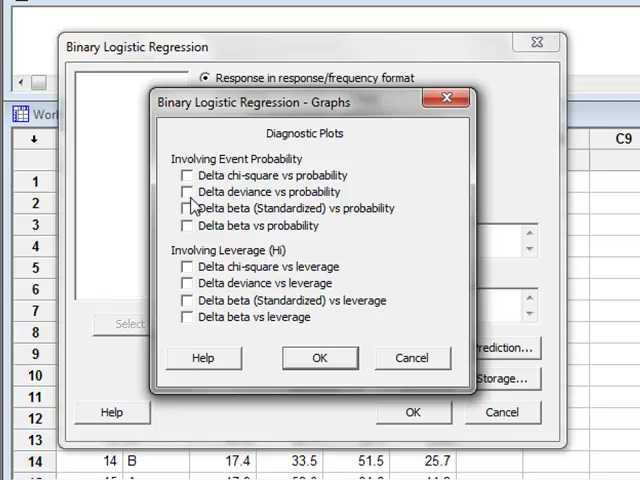 Binary Logistic Regression
Response in response/frequency format
Binary Logistic Regression - Graphs
Diagnostic Plots
Involving Event Probability
Delta chi-square vs probability
Delta deviance vs probability
Delta beta (Standardized) vs probability
Delta beta vs probability
Involving Leverage (Hi)
Delta chi-square vs leverage
Delta deviance vs leverage
Delta beta (Standardized) vs leverage
Delta beta vs leverage
Help OK Cancel
Select
Prediction...
Storage...
Help OK Cancel
Wor
C9
1
2
3
4
5
6
7
8
9
10
11
12
13
14 14 B 17.4 33.5 51.5 25.7